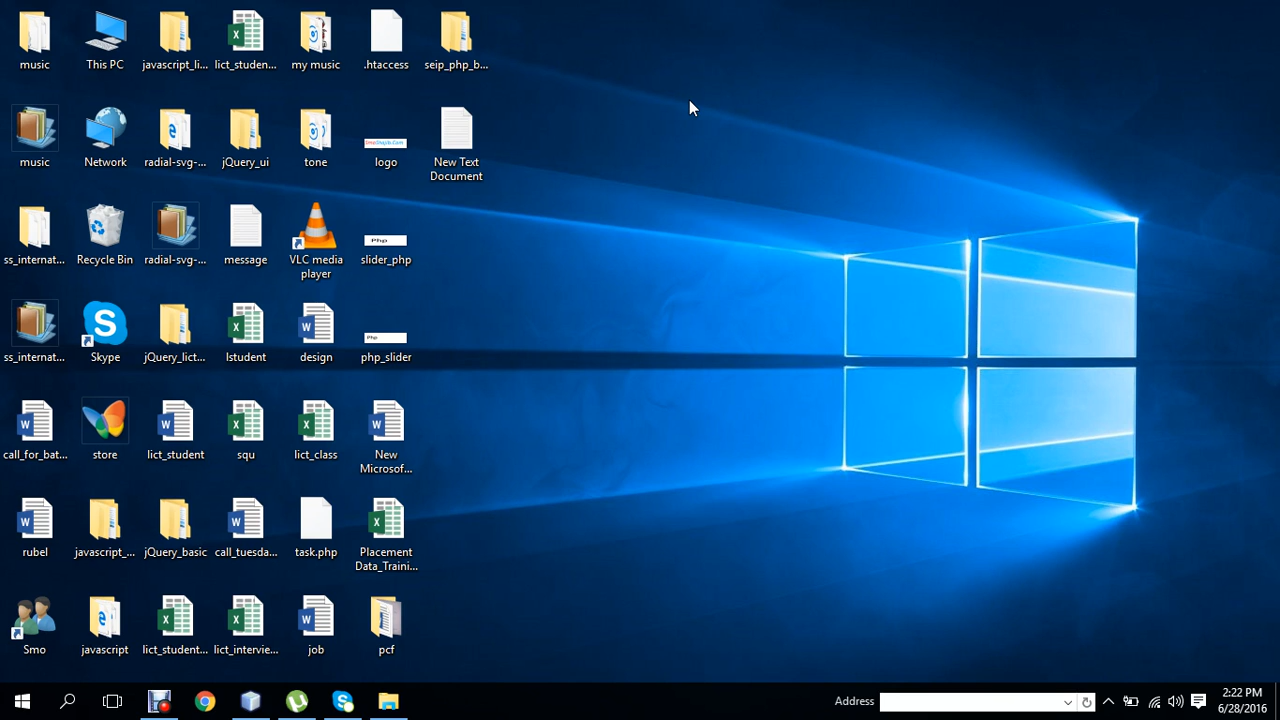 music
This PC
javascript_li...
lict_studen...
my music
.htaccess
seip_php_b...
music
Network
radial-svg-...
jQuery_ui
tone
logo
New Text
Document
ss_internat...
Recycle Bin
radial-svg-...
message
VLC media
player
Php
slider_php
ss_internat...
Skype
jQuery_lict...
lstudent
design
Php
php_slider
call_for_bat...
store
lict_student
squ
lict_class
New
Microsof...
rubel
javascript_...
jQuery_basic
call_tuesda...
task.php
Placement
Data_Traini...
Smo
javascript
lict_student...
lict_intervie...
job
pcf
Address
2:22 PM
6/28/2016